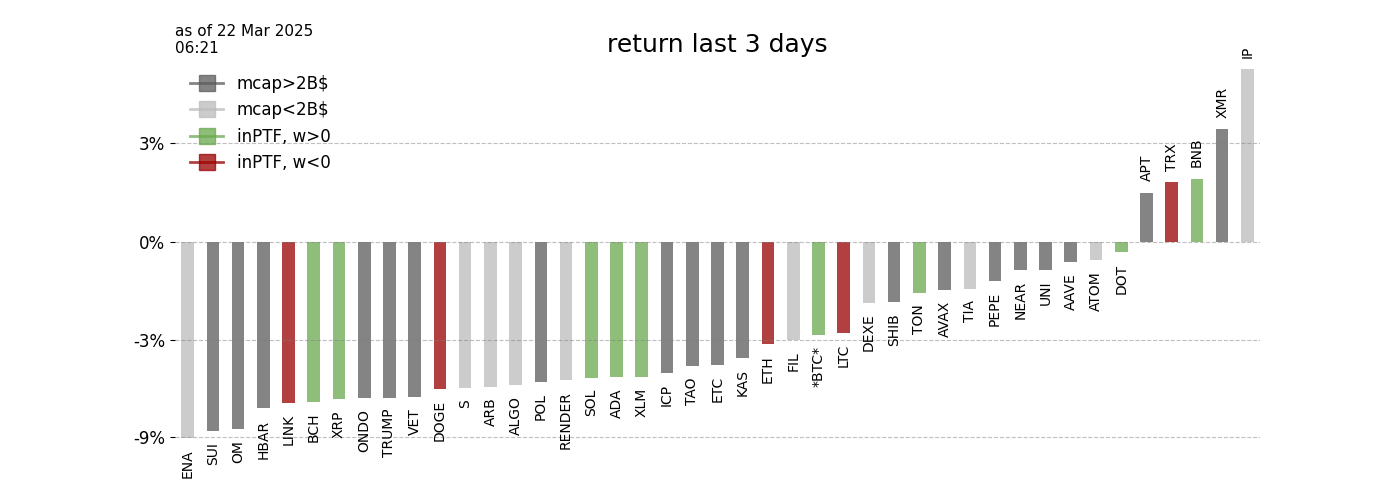 as of 22 Mar 2025
06:21
return last 3 days
mcap>2B$
mcap<2B$
inPTF, w>0
inPTF, w<0
3%
0%
-3%
-9%
ENA
SUI
OM
HBAR
LINK
BCH
XRP
ONDO
TRUMP
VET
DOGE
S
ARB
ALGO
POL
RENDER
SOL
ADA
XLM
ICP
TAO
ETC
KAS
ETH
FIL
*BTC*
LTC
DEXE
SHIB
TON
AVAX
TIA
PEPE
NEAR
UNI
AAVE
ATOM
DOT
APT
TRX
BNB
XMR
IP